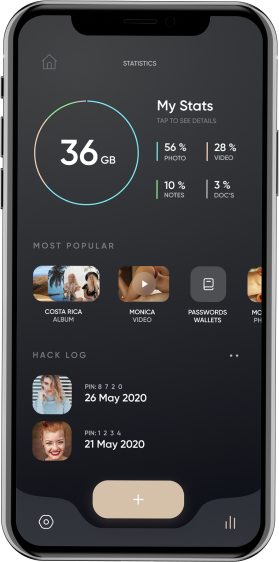 STATISTICS
My Stats
TAP TO SEE DETAILS
36 GB
56 %
PHOTO
28 %
VIDEO
10 %
NOTES
3 %
DOC'S
MOST POPULAR
COSTA RICA
ALBUM
MONICA
VIDEO
PASSWORDS
WALLETS
HACK LOG
PIN: 8 7 2 0
26 May 2020
PIN: 1 2 3 4
21 May 2020